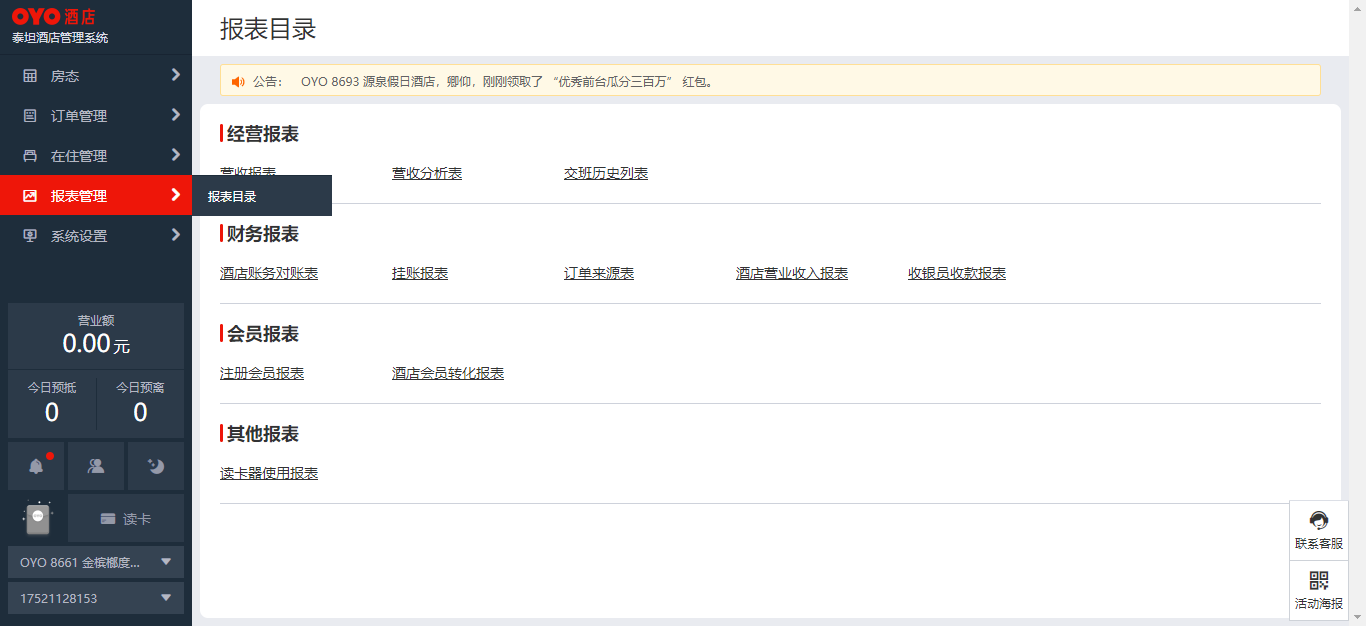 OYO 酒店
泰坦酒店管理系统
房态
订单管理
在住管理
报表管理
系统设置
营业额
0.00 元
今日预抵
今日预离
0
0
读卡
OYO 8661 金槟榔度...
17521128153
报表目录
公告： OYO 8693 源泉假日酒店，卿仰，刚刚领取了 “优秀前台瓜分三百万” 红包。
经营报表
营收报表
营收分析表
交班历史列表
报表目录
财务报表
酒店账务对账表
挂账报表
订单来源表
酒店营业收入报表
收银员收款报表
会员报表
注册会员报表
酒店会员转化报表
其他报表
读卡器使用报表
联系客服
活动海报